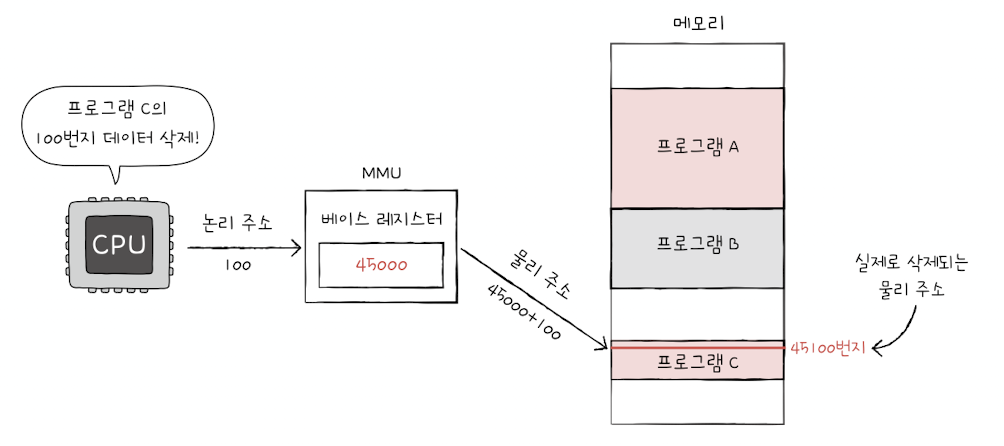 메모리
프로그램 C의
100번지 데이터 삭제!
CPU
논리 주소
100
MMU
베이스 레지스터
45000
물리 주소
45000+100
프로그램 A
프로그램 B
프로그램 C
45100번지
실제로 삭제되는
물리 주소